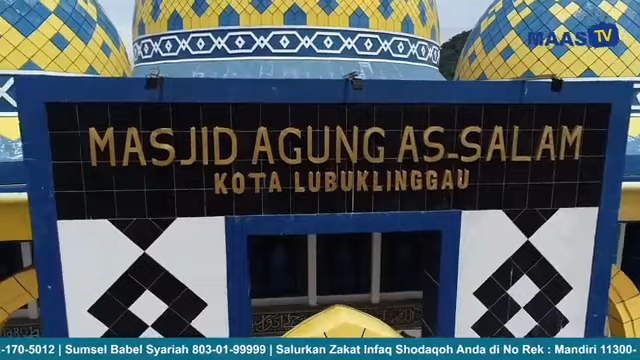 MAAS TV
MASJID AGUNG AS-SALAM
KOTA LUBUKLINGGAU
-170-5012 | Sumsel Babel Syariah 803-01-99999 | Salurkan Zakat Infaq Shodaqoh Anda No Rek : Mandiri 11300